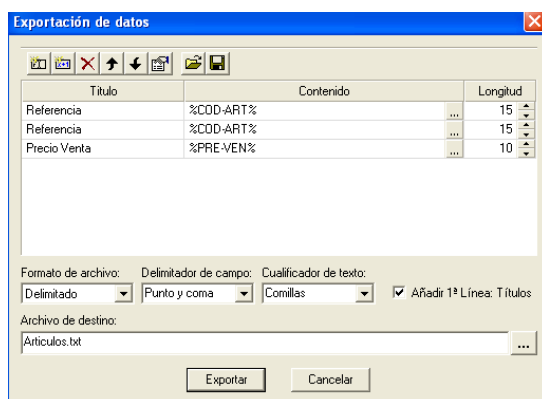 Exportación de datos
Título Contenido Longitud
Referencia %COD-ART% ... 15
Referencia %COD-ART% ... 15
Precio Venta %PRE-VEN% ... 10
Formato de archivo: Delimitador de campo: Cualificador de texto:
Delimitado Punto y coma Comillas Añadir 1ª Línea: Títulos
Archivo de destino:
Articulos.txt ...
Exportar Cancelar